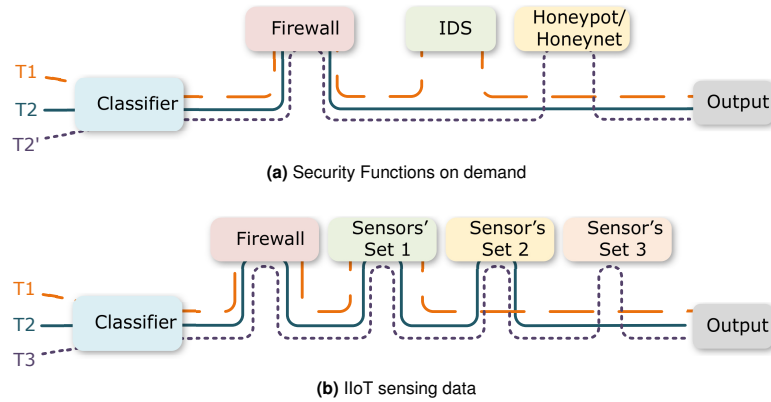 Firewall
IDS
Honeypot/
Honeynet
T1
T2
T2'
Classifier
Output
(a) Security Functions on demand
Firewall
Sensors'
Set 1
Sensor's
Set 2
Sensor's
Set 3
T1
T2
T3
Classifier
Output
(b) IIoT sensing data